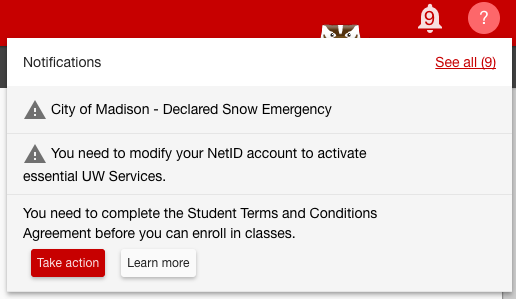 9
?
Notifications
See all (9)
City of Madison - Declared Snow Emergency
You need to modify your NetID account to activate
essential UW Services.
You need to complete the Student Terms and Conditions
Agreement before you can enroll in classes.
Take action
Learn more